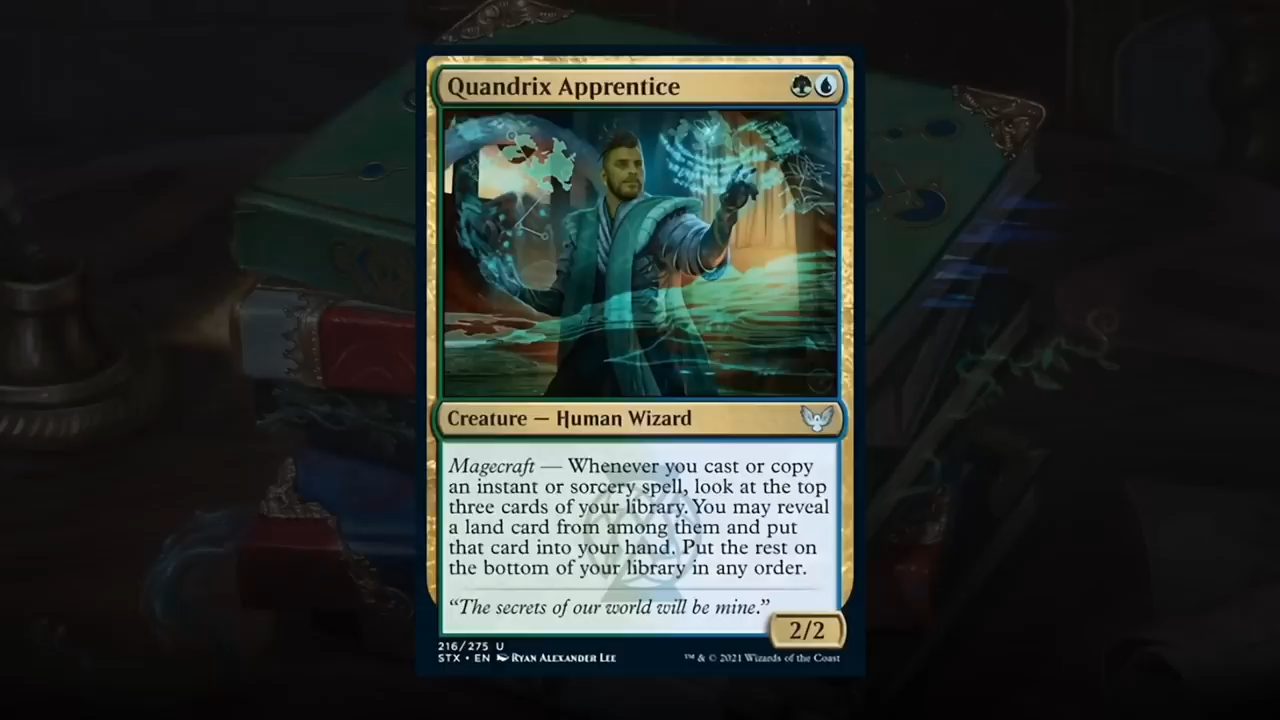 Quandrix Apprentice
Creature — Human Wizard
Magecraft — Whenever you cast or copy
an instant or sorcery spell, look at the top
three cards of your library. You may reveal
a land card from among them and put
that card into your hand. Put the rest on
the bottom of your library in any order.
“The secrets of our world will be mine.”
2/2
216/275 U
STX • EN Ryan Alexander Lee
™ & © 2021 Wizards of the Coast